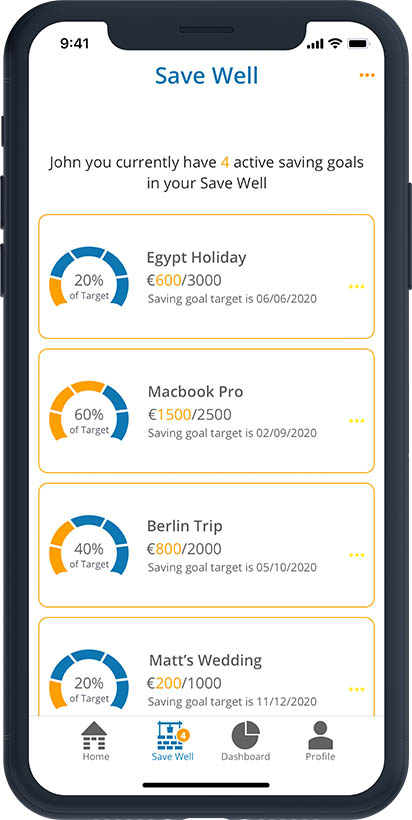 9:41
Save Well
John you currently have 4 active saving goals
in your Save Well
20%
of Target
Egypt Holiday
€600/3000
Saving goal target is 06/06/2020
60%
of Target
Macbook Pro
€1500/2500
Saving goal target is 02/09/2020
40%
of Target
Berlin Trip
€800/2000
Saving goal target is 05/10/2020
20%
of Target
Matt's Wedding
€200/1000
Saving goal target is 11/12/2020
4
Home
Save Well
Dashboard
Profile